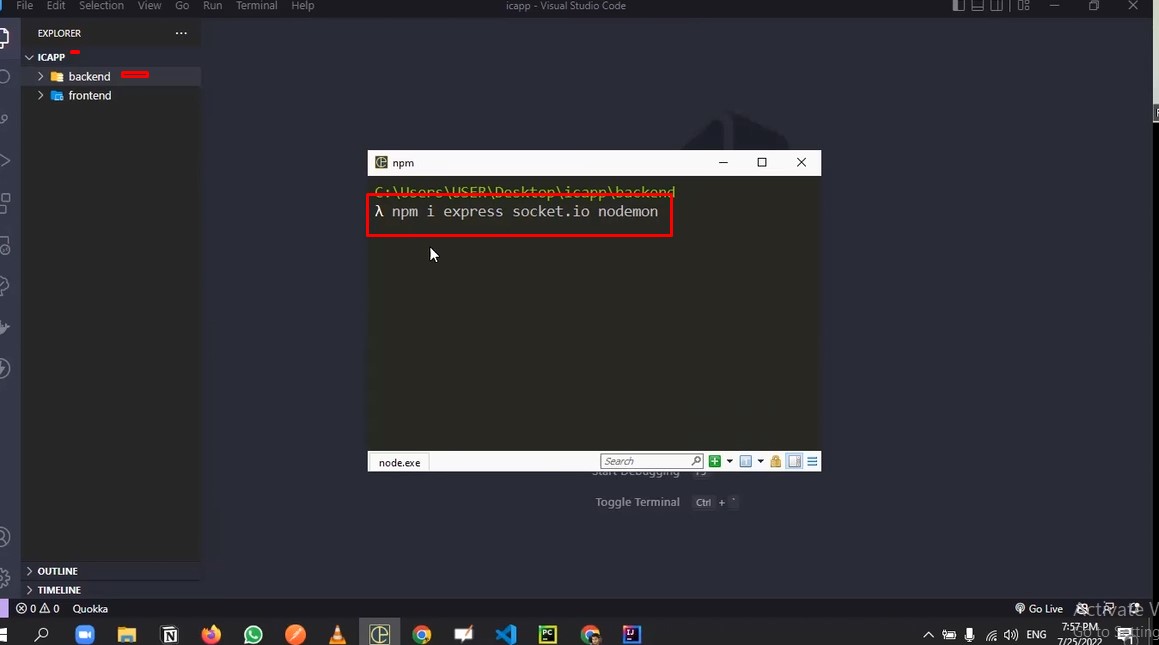 File Edit Selection View Go Run Terminal Help
icapp - Visual Studio Code
EXPLORER
ICAPP
backend
frontend
npm
C:\Users\USER\Desktop\icapp\backend
λ npm i express socket.io nodemon
node.exe
Search
Start Debugging F5
Toggle Terminal Ctrl + `
OUTLINE
TIMELINE
0 0 Quokka
Go Live
Activate W
Go to Setting
ENG
7:57 PM
7/25/2022